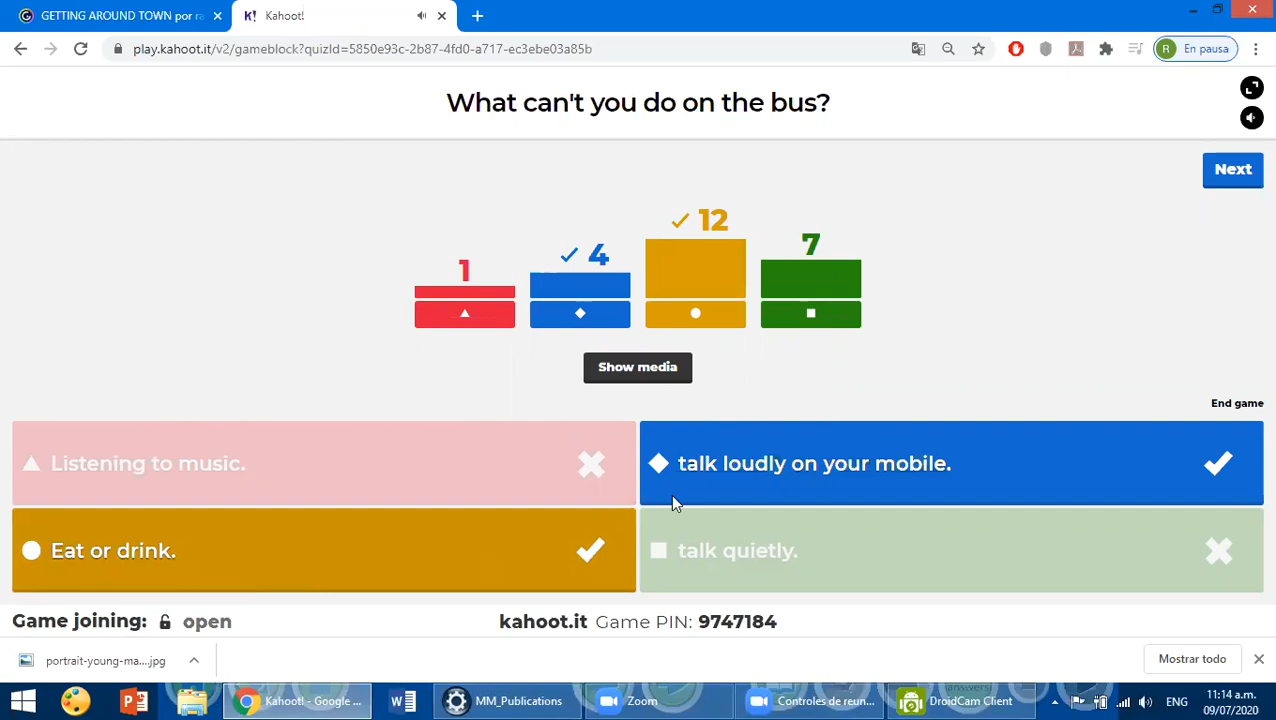 GETTING AROUND TOWN por ra
K! Kahoot!
play.kahoot.it/v2/gameblock?quizId=5850e93c-2b87-4fd0-a717-ec3ebe03a85b
R En pausa
What can't you do on the bus?
Next
1
4
12
7
Show media
End game
Listening to music.
talk loudly on your mobile.
Eat or drink.
talk quietly.
Game joining: open
kahoot.it Game PIN: 9747184
portrait-young-ma....jpg
Mostrar todo
Kahoot! - Google ...
MM_Publications
Zoom
Controles de reun...
DroidCam Client
ENG
11:14 a.m.
09/07/2020